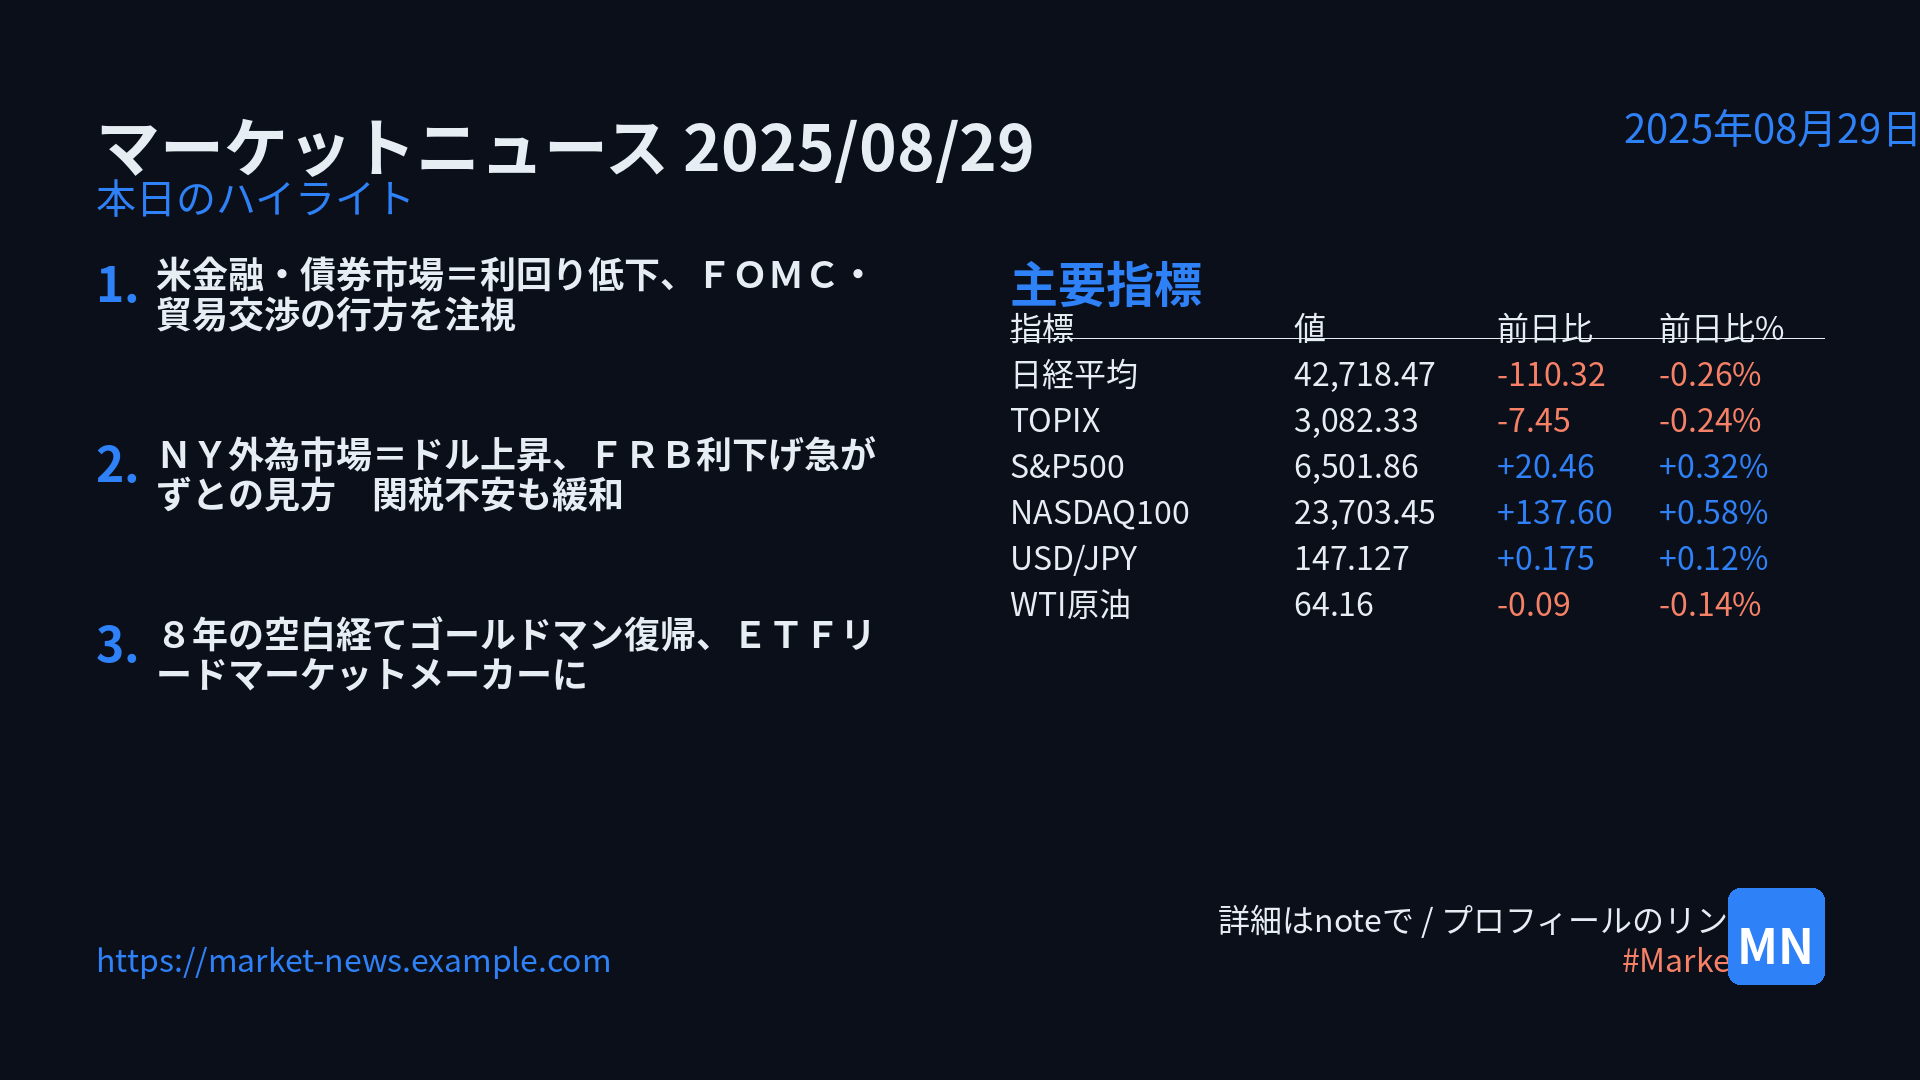 マーケットニュース 2025/08/29
2025年08月29日
本日のハイライト
1. 米金融・債券市場＝利回り低下、ＦＯＭＣ・
貿易交渉の行方を注視
2. ＮＹ外為市場＝ドル上昇、ＦＲＢ利下げ急が
ずとの見方　関税不安も緩和
3. ８年の空白経てゴールドマン復帰、ＥＴＦリ
ードマーケットメーカーに
主要指標
指標 値 前日比 前日比%
日経平均 42,718.47 -110.32 -0.26%
TOPIX 3,082.33 -7.45 -0.24%
S&P500 6,501.86 +20.46 +0.32%
NASDAQ100 23,703.45 +137.60 +0.58%
USD/JPY 147.127 +0.175 +0.12%
WTI原油 64.16 -0.09 -0.14%
詳細はnoteで / プロフィールのリン
#Marke
MN
https://market-news.example.com